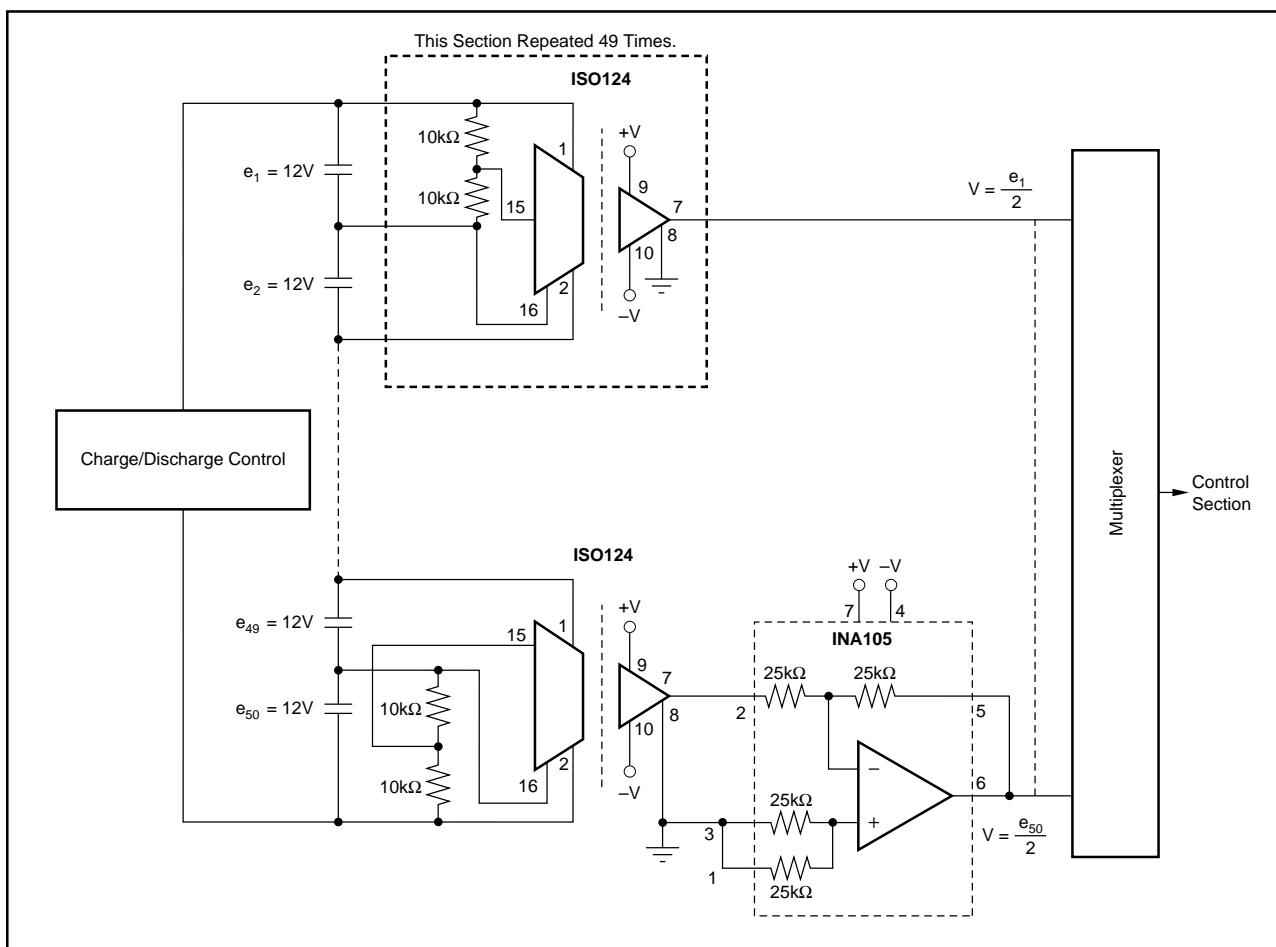 This Section Repeated 49 Times.
ISO124
10kΩ
10kΩ
1
15
2
16
+V
9
7
8
10
–V
e1 = 12V
e2 = 12V
V = e1
2
Charge/Discharge Control
Multiplexer
Control
Section
ISO124
e49 = 12V
e50 = 12V
10kΩ
10kΩ
15
1
2
16
+V
9
7
8
10
–V
+V –V
7 4
INA105
25kΩ 25kΩ
2
5
–
+
6
25kΩ
3
1
25kΩ
V = e50
2